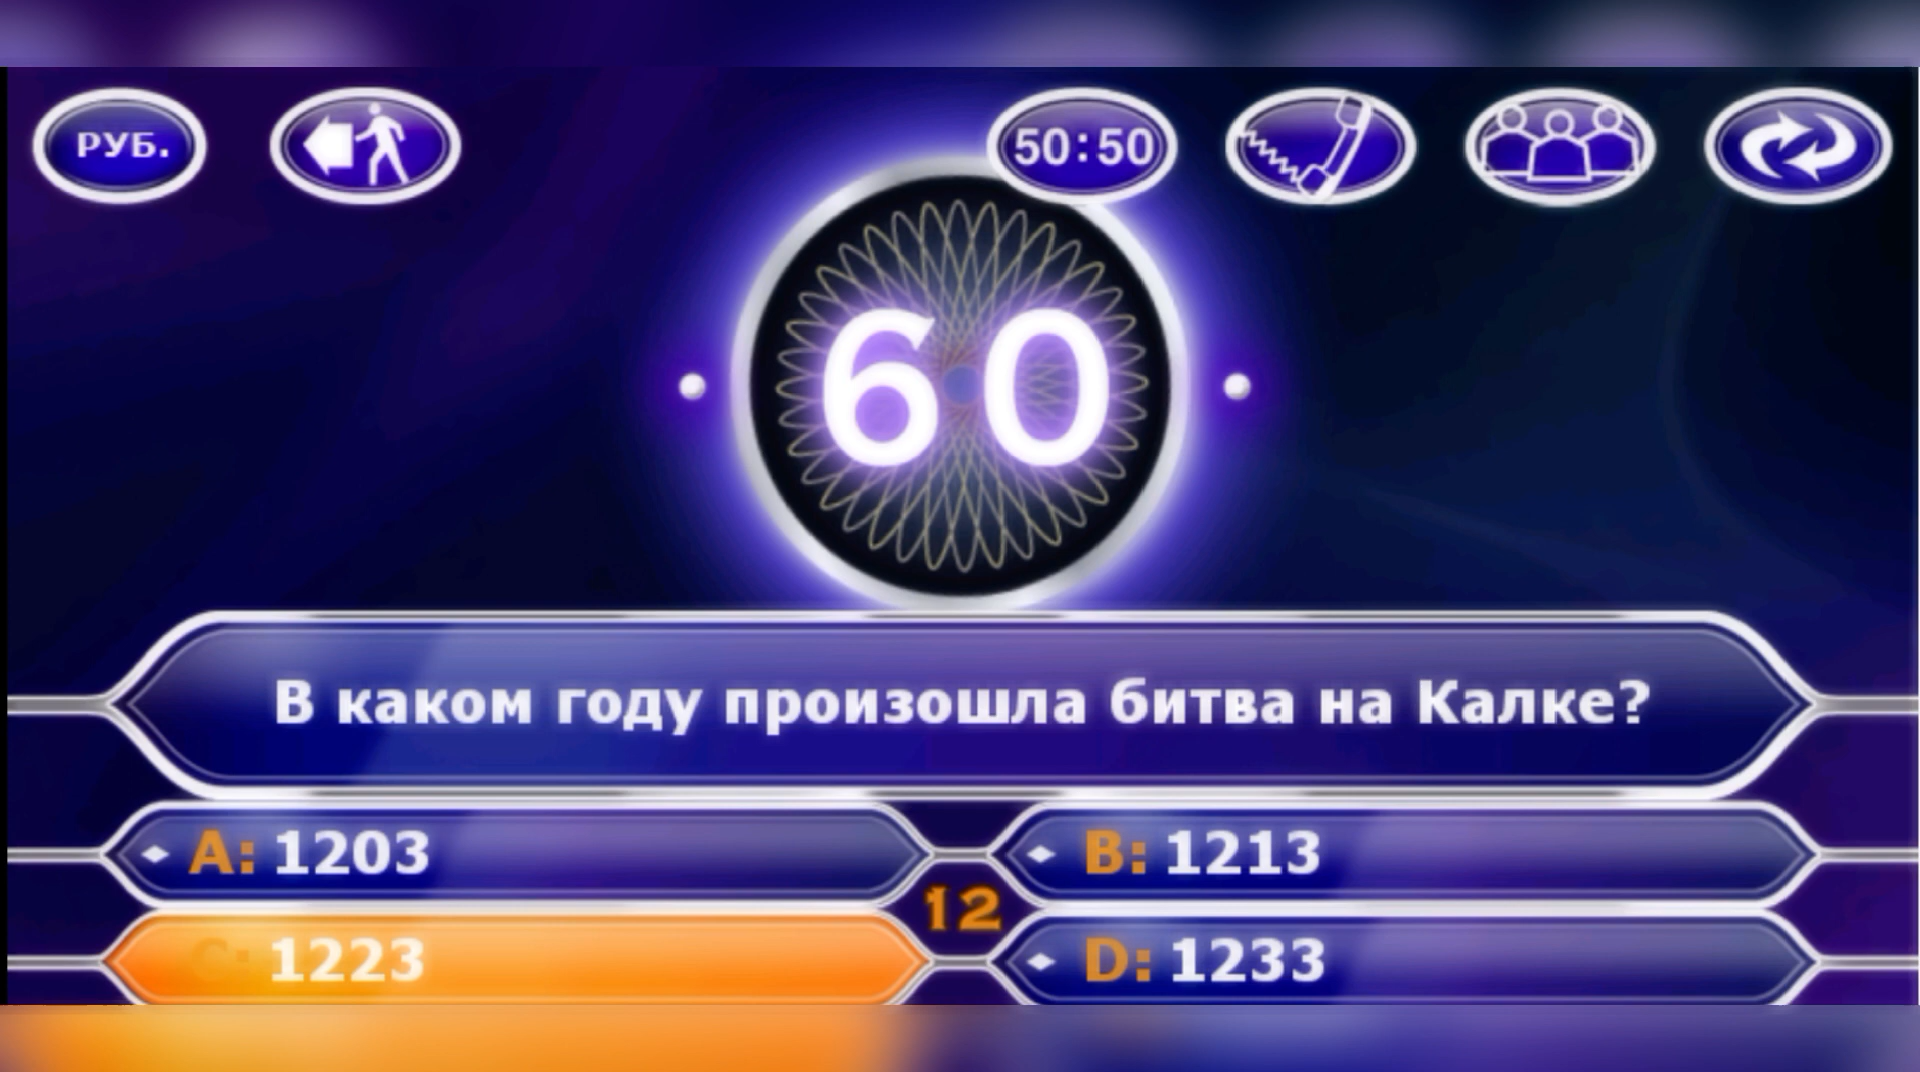 РУБ.
50:50
60
В каком году произошла битва на Калке?
A: 1203
B: 1213
12
C: 1223
D: 1233